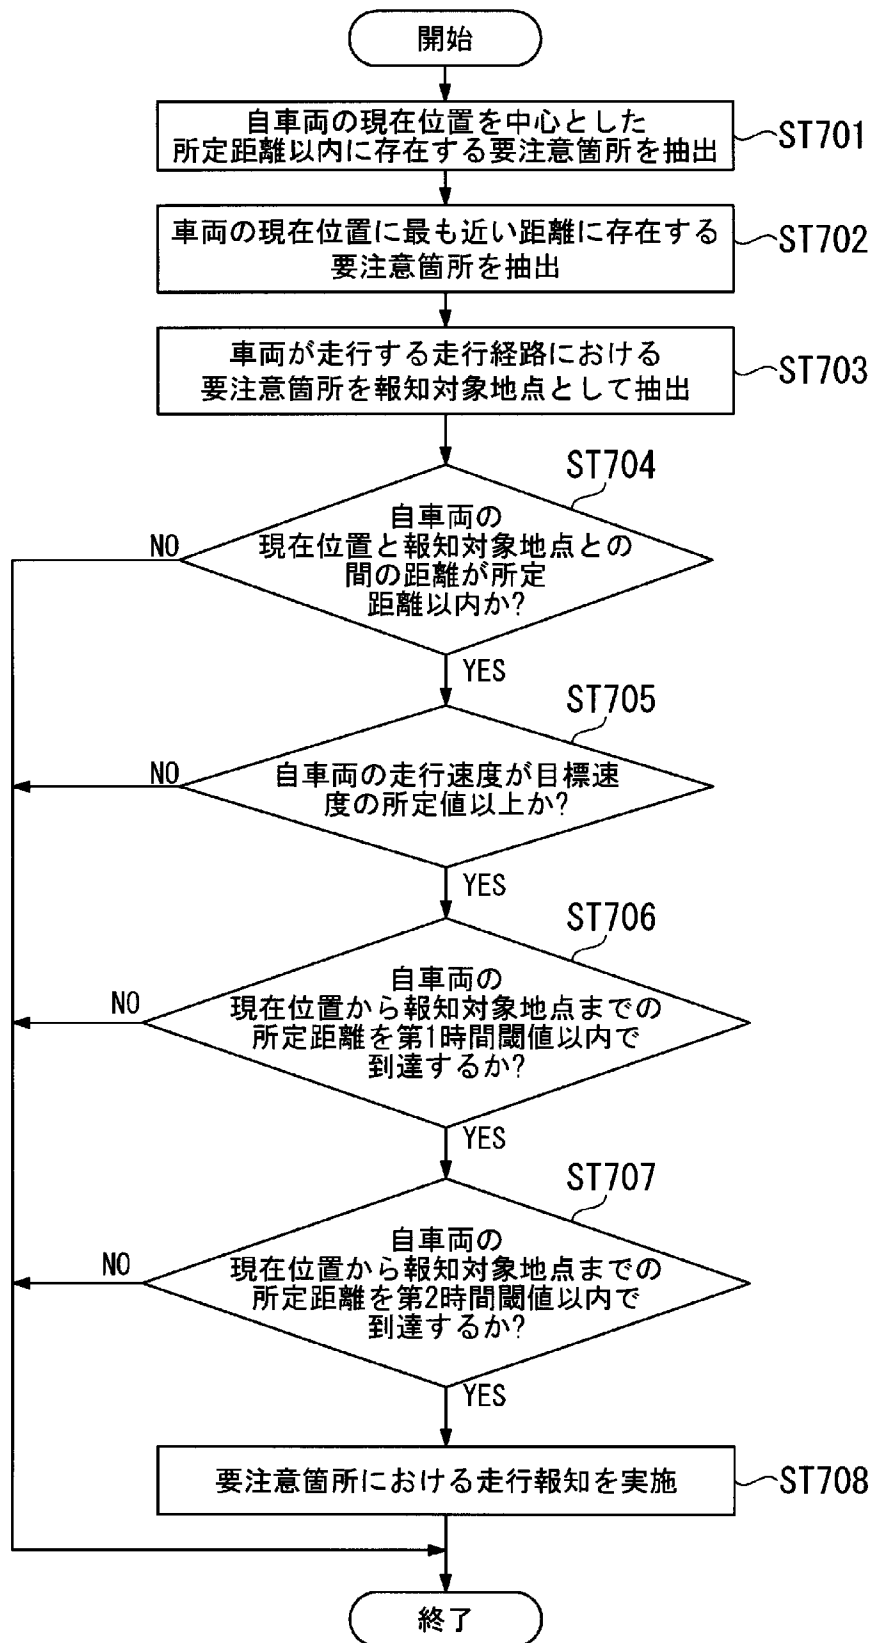 開始
自車両の現在位置を中心とした
所定距離以内に存在する要注意箇所を抽出
ST701
車両の現在位置に最も近い距離に存在する
要注意箇所を抽出
ST702
車両が走行する走行経路における
要注意箇所を報知対象地点として抽出
ST703
ST704
自車両の
現在位置と報知対象地点との
間の距離が所定
距離以内か?
NO
YES
ST705
自車両の走行速度が目標速
度の所定値以上か?
NO
YES
ST706
自車両の
現在位置から報知対象地点までの
所定距離を第1時間閾値以内で
到達するか?
NO
YES
ST707
自車両の
現在位置から報知対象地点までの
所定距離を第2時間閾値以内で
到達するか?
NO
YES
要注意箇所における走行報知を実施
ST708
終了